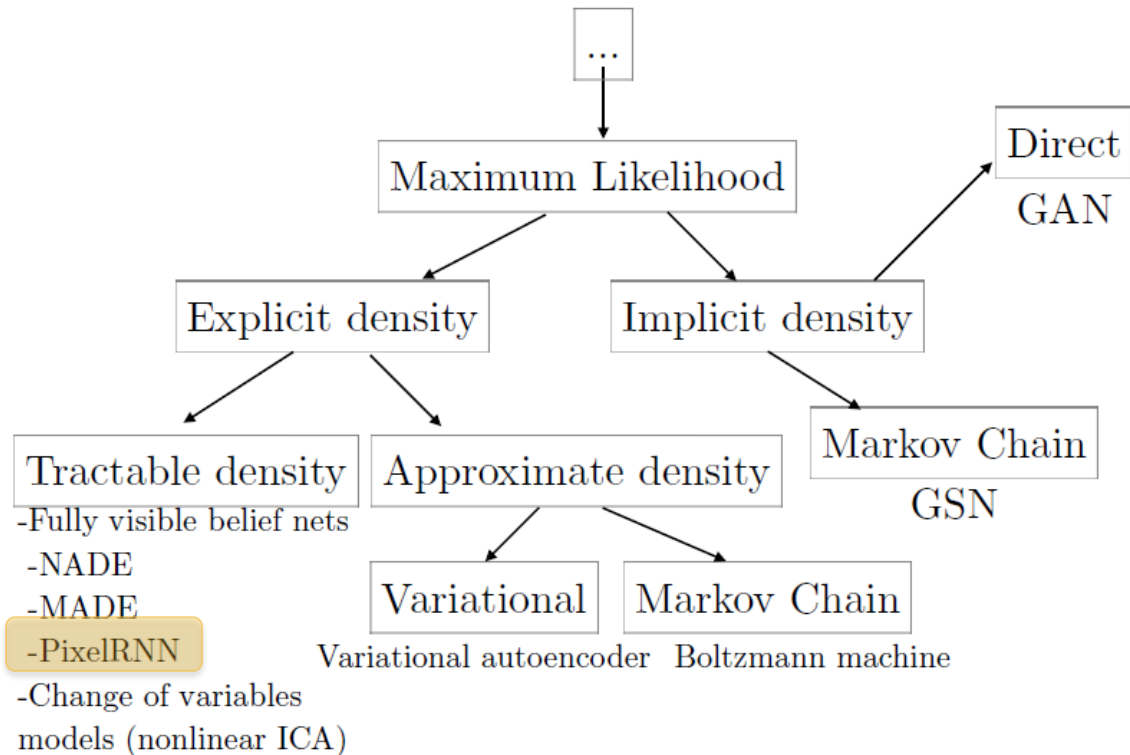 ...
Maximum Likelihood
Direct
GAN
Explicit density
Implicit density
Tractable density
-Fully visible belief nets
-NADE
-MADE
-PixelRNN
-Change of variables
models (nonlinear ICA)
Approximate density
Variational
Variational autoencoder
Markov Chain
Boltzmann machine
Markov Chain
GSN